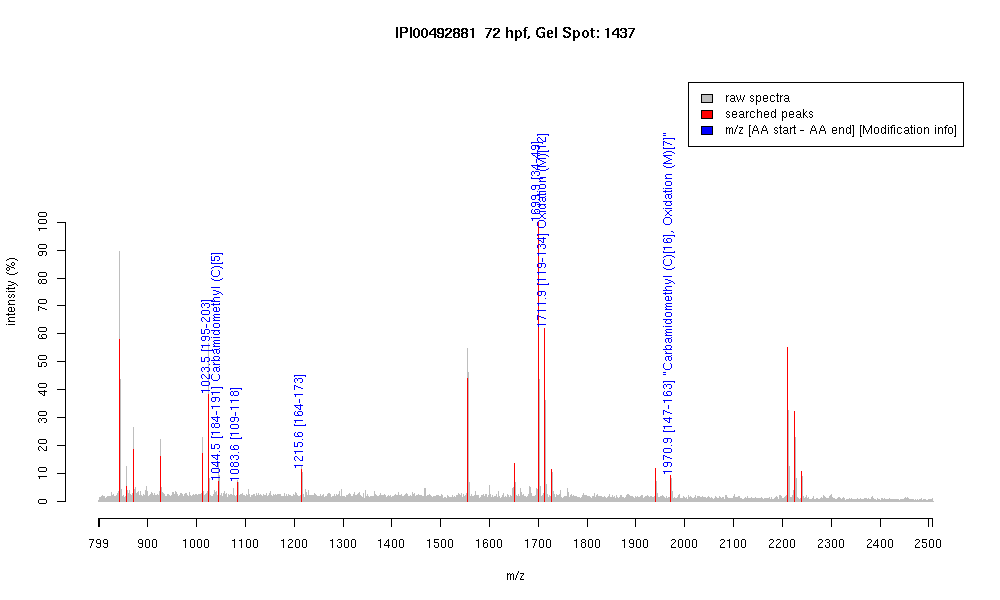 IPI00492881 72 hpf, Gel Spot: 1437
raw spectra
searched peaks
m/z [AA start - AA end] [Modification info]
1023.5 [195-203]
1044.5 [184-191] Carbamidomethyl (C)[5]
1083.6 [109-118]
1215.6 [164-173]
1699.9 [34-49]
1711.9 [119-134] Oxidation (M)[12]
1970.9 [147-163] "Carbamidomethyl (C)[16], Oxidation (M)[7]"
intensity (%)
100
90
80
70
60
50
40
30
20
10
0
799 900 1000 1100 1200 1300 1400 1500 1600 1700 1800 1900 2000 2100 2200 2300 2400 2500
m/z